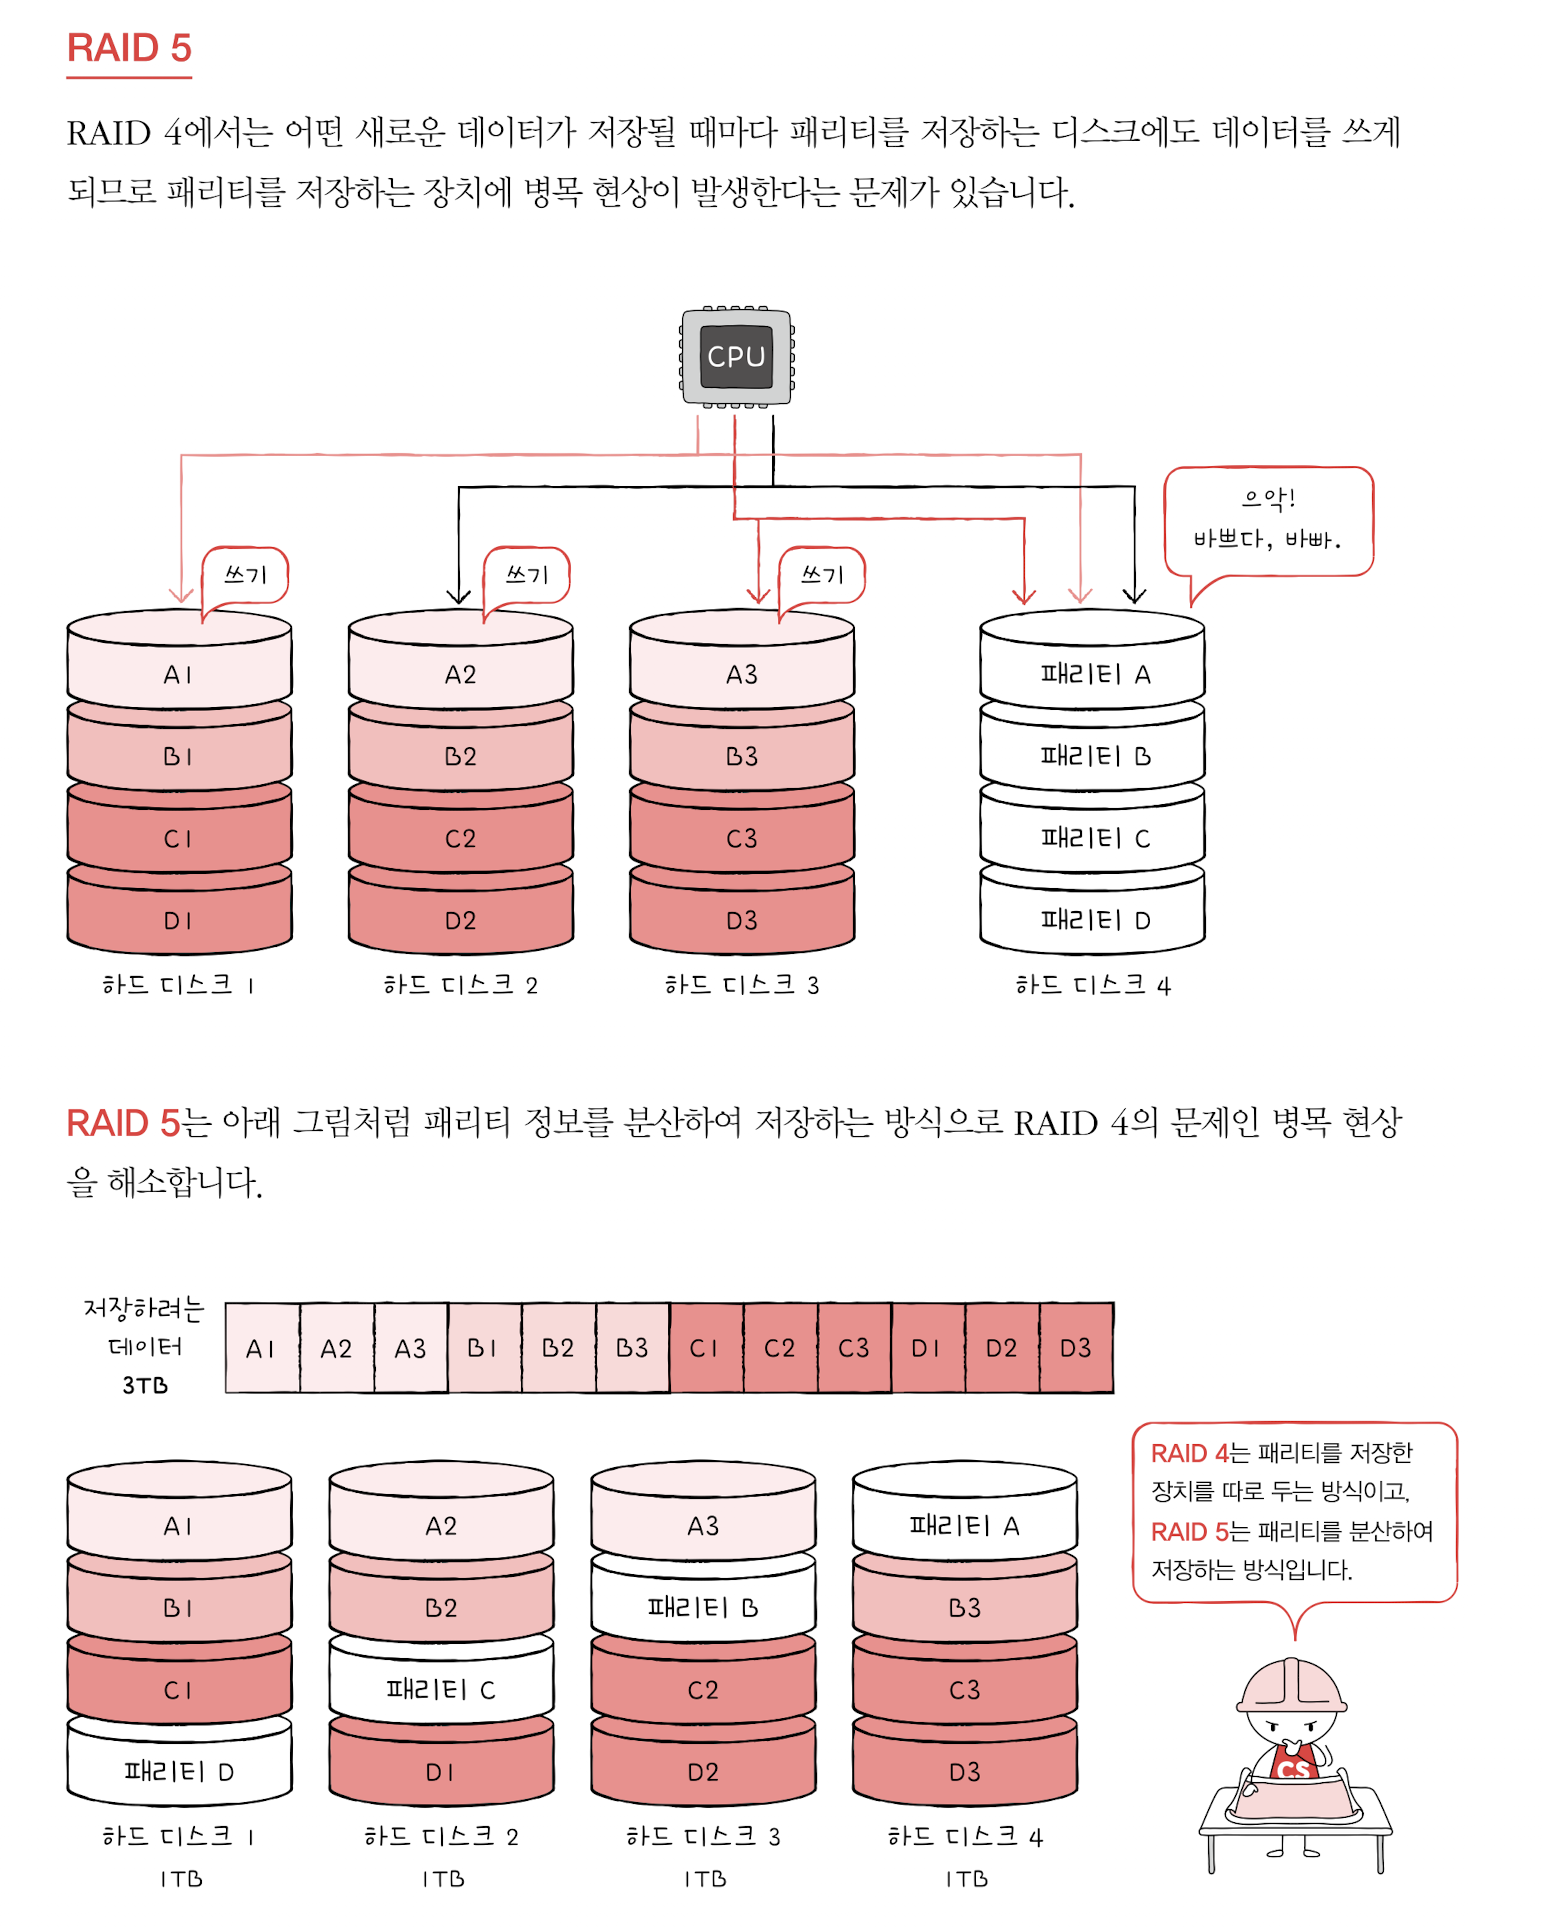 RAID 5
RAID 4에서는 어떤 새로운 데이터가 저장될 때마다 패리티를 저장하는 디스크에도 데이터를 쓰게
되므로 패리티를 저장하는 장치에 병목 현상이 발생한다는 문제가 있습니다.
CPU
으악!
바쁘다, 바빠.
쓰기
쓰기
쓰기
A1
A2
A3
패리티 A
B1
B2
B3
패리티 B
C1
C2
C3
패리티 C
D1
D2
D3
패리티 D
하드 디스크 1
하드 디스크 2
하드 디스크 3
하드 디스크 4
RAID 5는 아래 그림처럼 패리티 정보를 분산하여 저장하는 방식으로 RAID 4의 문제인 병목 현상
을 해소합니다.
저장하려는
데이터
3TB
A1 A2 A3 B1 B2 B3 C1 C2 C3 D1 D2 D3
RAID 4는 패리티를 저장한
장치를 따로 두는 방식이고,
RAID 5는 패리티를 분산하여
저장하는 방식입니다.
A1
A2
A3
패리티 A
B1
B2
패리티 B
B3
C1
패리티 C
C2
C3
패리티 D
D1
D2
D3
CS
하드 디스크 1
하드 디스크 2
하드 디스크 3
하드 디스크 4
1TB
1TB
1TB
1TB